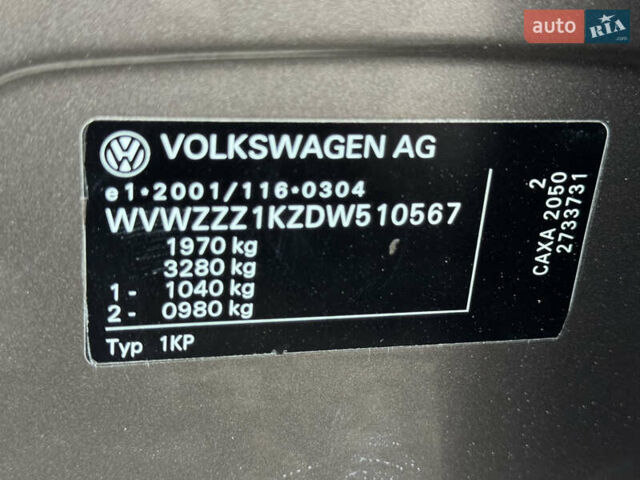 auto RIA
.com
VOLKSWAGEN AG
e1*2001/116*0304
WVWZZZ1KZDW510567
1970 kg
3280 kg
1 - 1040 kg
2 - 0980 kg
Typ 1KP
2
CAXA 2050
2733731